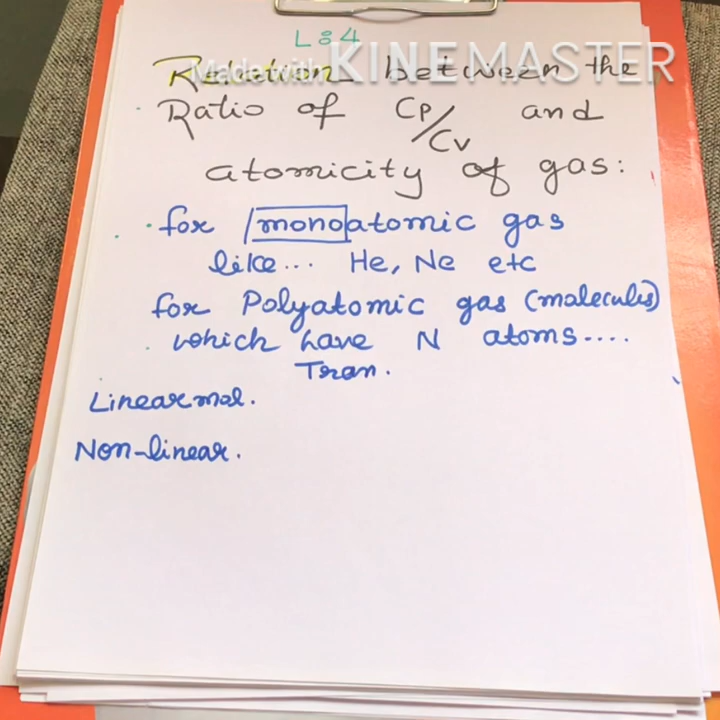 L:4
Made with KINEMASTER
Relation between the
Ratio of Cp/Cv and
atomicity of gas:
for monoatomic gas
like... He, Ne etc
for Polyatomic gas (molecules)
which have N atoms....
Tran.
Linear mol.
Non-linear.